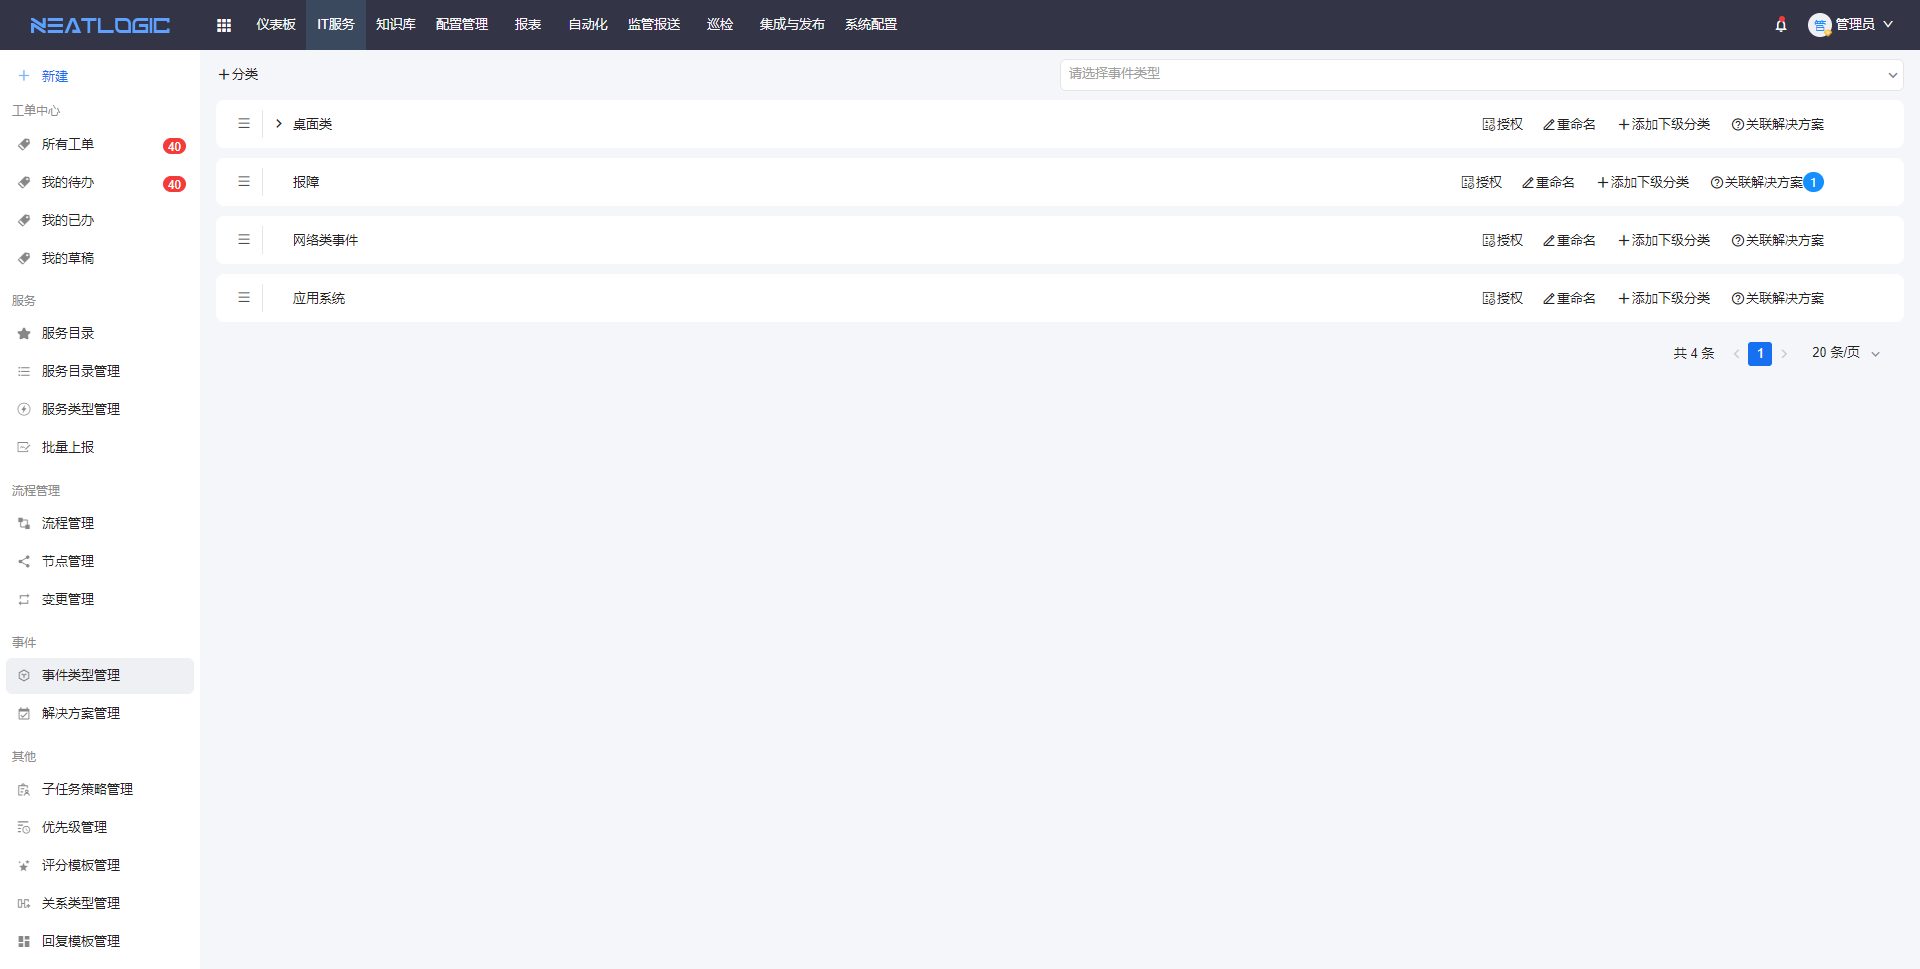 NEATLOGIC 仪表板 IT服务 知识库 配置管理 报表 自动化 监管报送 巡检 集成与发布 系统配置 管 管理员
新建
工单中心
所有工单 40
我的待办 40
我的已办
我的草稿
服务
服务目录
服务目录管理
服务类型管理
批量上报
流程管理
流程管理
节点管理
变更管理
事件
事件类型管理
解决方案管理
其他
子任务策略管理
优先级管理
评分模板管理
关系类型管理
回复模板管理
分类 请选择事件类型
桌面类 授权 重命名 添加下级分类 关联解决方案
报障 授权 重命名 添加下级分类 关联解决方案 1
网络类事件 授权 重命名 添加下级分类 关联解决方案
应用系统 授权 重命名 添加下级分类 关联解决方案
共 4 条 1 20 条/页